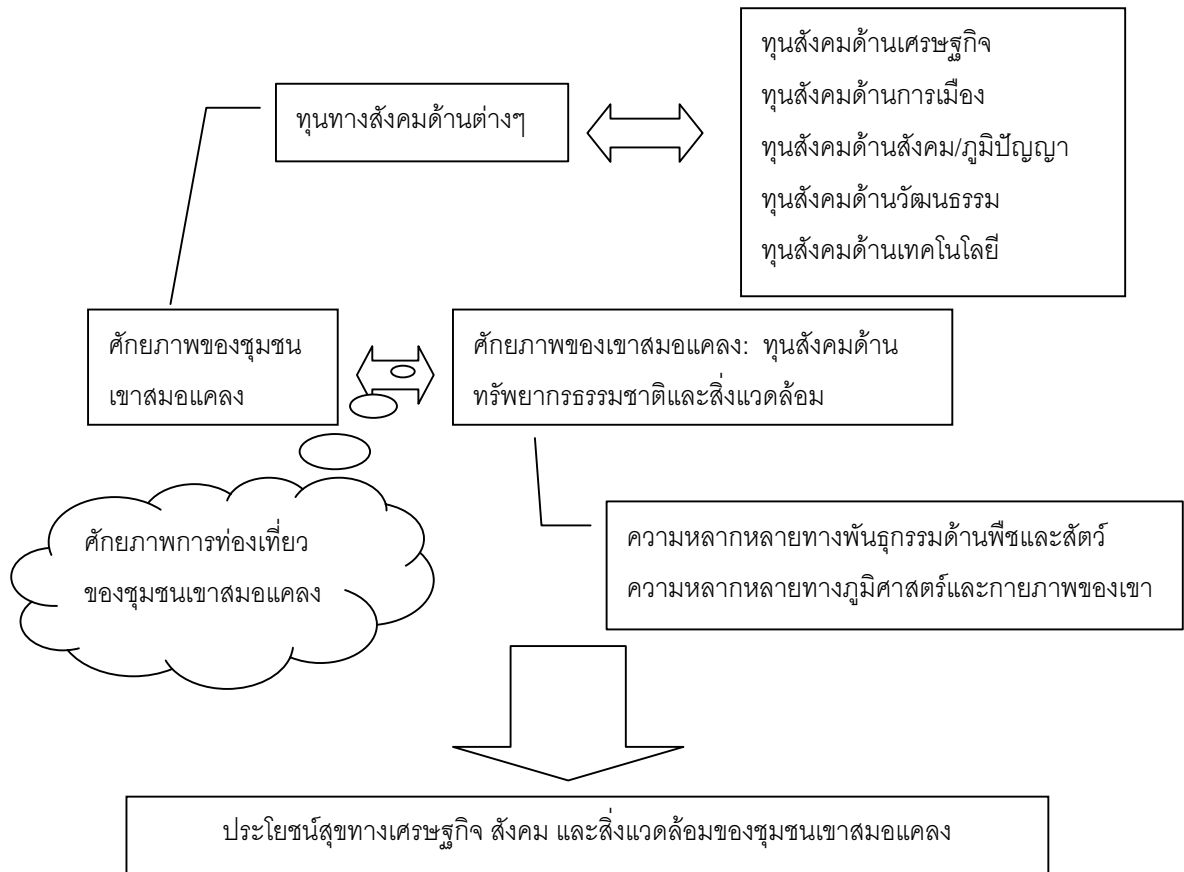 ทุนสังคมด้านเศรษฐกิจ
ทุนสังคมด้านการเมือง
ทุนทางสังคมด้านต่างๆ
ทุนสังคมด้านสังคม/ภูมิปัญญา
ทุนสังคมด้านวัฒนธรรม
ทุนสังคมด้านเทคโนโลยี
ศักยภาพของชุมชน
เขาสมอแคลง
ศักยภาพของเขาสมอแคลง: ทุนสังคมด้าน
ทรัพยากรธรรมชาติและสิ่งแวดล้อม
ศักยภาพการท่องเที่ยว
ของชุมชนเขาสมอแคลง
ความหลากหลายทางพันธุกรรมด้านพืชและสัตว์
ความหลากหลายทางภูมิศาสตร์และกายภาพของเขา
ประโยชน์สุขทางเศรษฐกิจ สังคม และสิ่งแวดล้อมของชุมชนเขาสมอแคลง